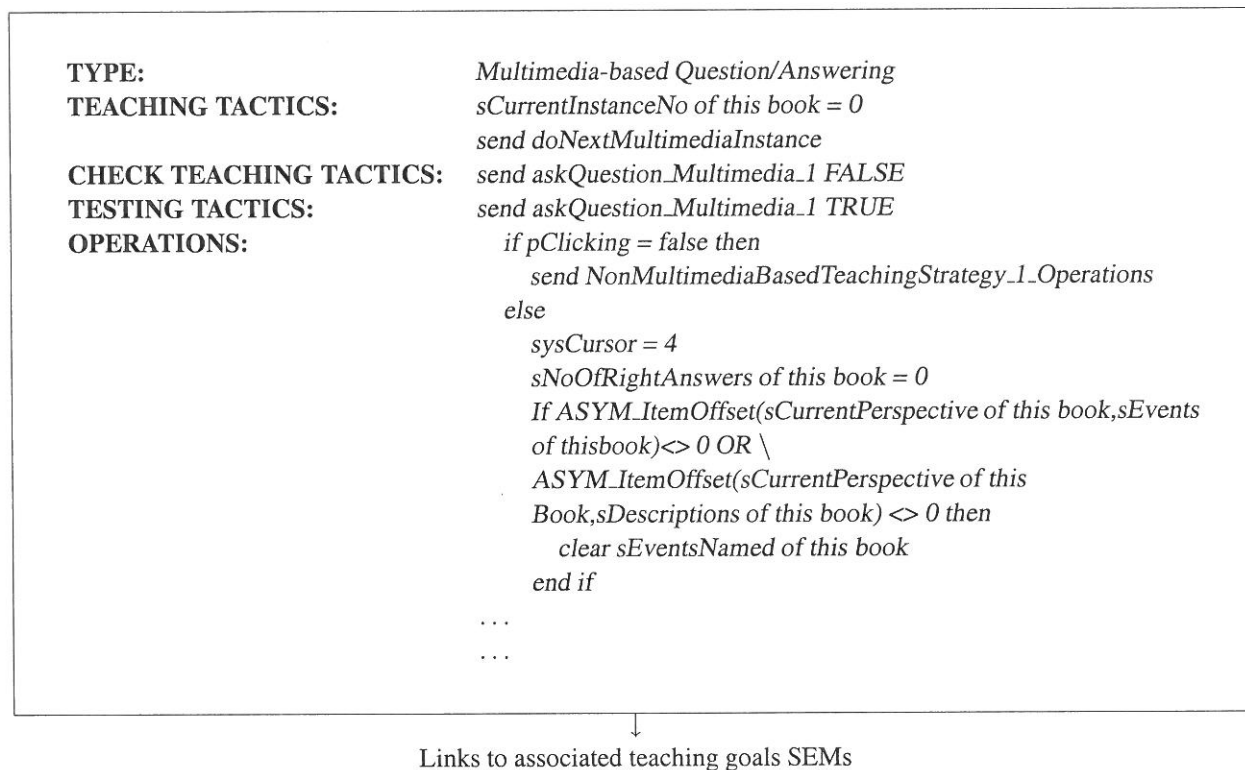 TYPE: Multimedia-based Question/Answering
TEACHING TACTICS: sCurrentInstanceNo of this book = 0
send doNextMultimediaInstance
CHECK TEACHING TACTICS: send askQuestion_Multimedia_1 FALSE
TESTING TACTICS: send askQuestion_Multimedia_1 TRUE
OPERATIONS: if pClicking = false then
send NonMultimediaBasedTeachingStrategy_1_Operations
else
sysCursor = 4
sNoOfRightAnswers of this book = 0
If ASYM_ItemOffset(sCurrentPerspective of this book,sEvents
of thisbook)<> 0 OR \
ASYM_ItemOffset(sCurrentPerspective of this
Book,sDescriptions of this book) <> 0 then
clear sEventsNamed of this book
end if
. . .
. . .
Links to associated teaching goals SEMs